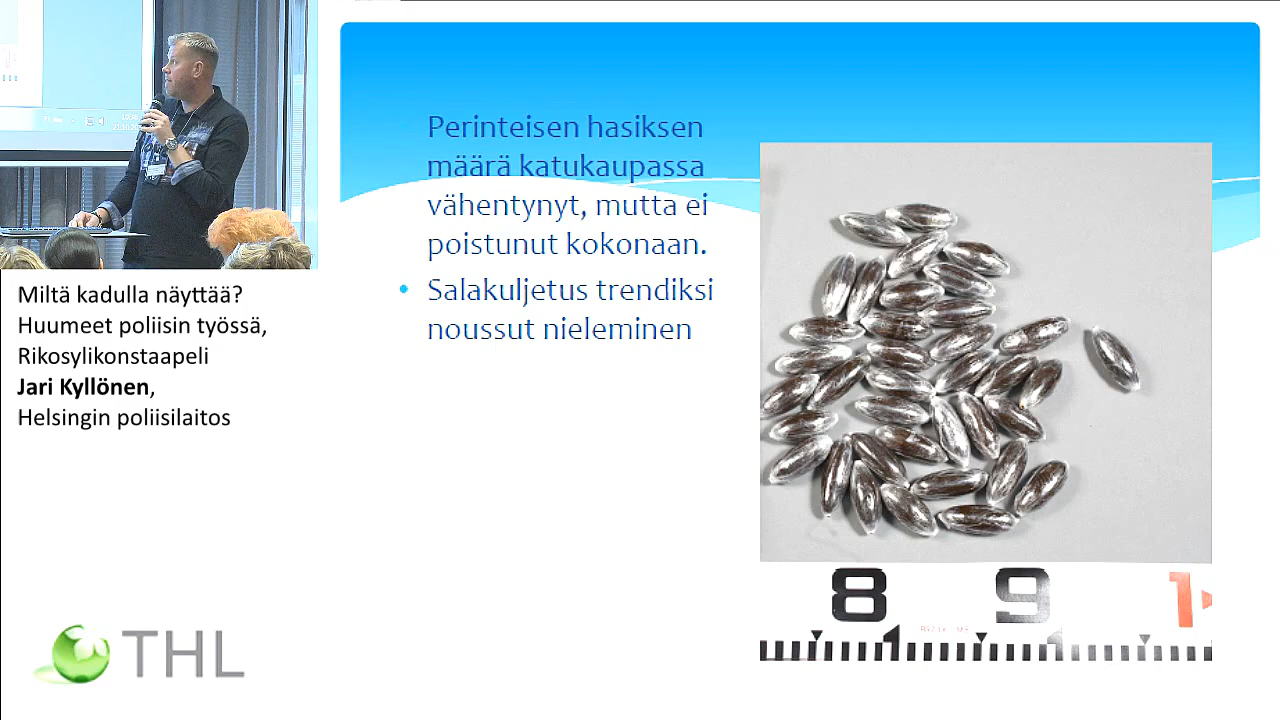 Perinteisen hasiksen
määrä katukaupassa
vähentynyt, mutta ei
poistunut kokonaan.
• Salakuljetus trendiksi
noussut nieleminen
Miltä kadulla näyttää?
Huumeet poliisin työssä,
Rikosylikonstaapeli
Jari Kyllönen,
Helsingin poliisilaitos
THL
8 9 1